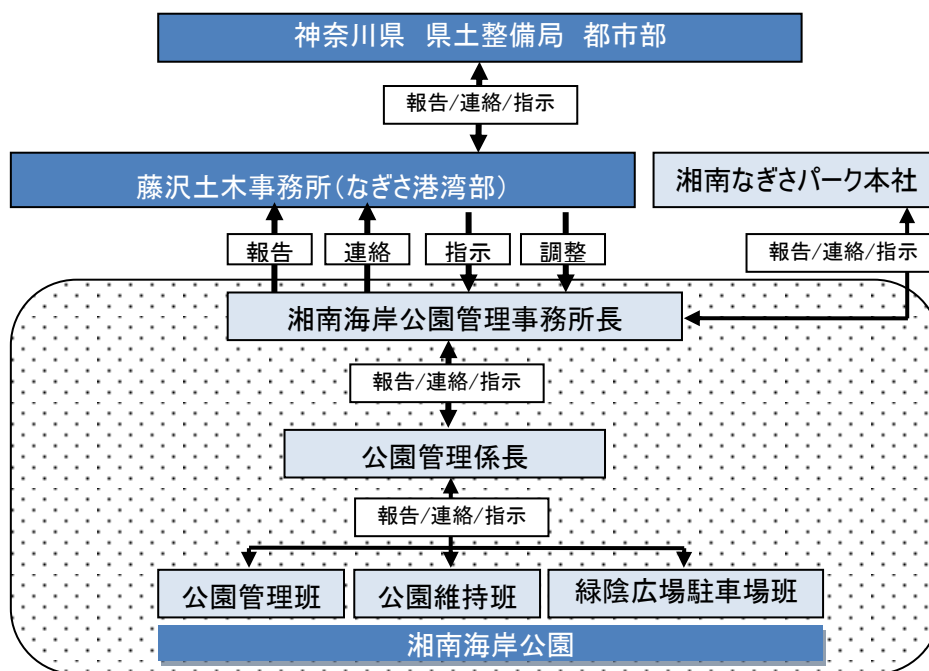 神奈川県 県土整備局 都市部
報告/連絡/指示
藤沢土木事務所(なぎさ港湾部)
湘南なぎさパーク本社
報告
連絡
指示
調整
報告/連絡/指示
湘南海岸公園管理事務所長
報告/連絡/指示
公園管理係長
報告/連絡/指示
公園管理班
公園維持班
緑陰広場駐車場班
湘南海岸公園